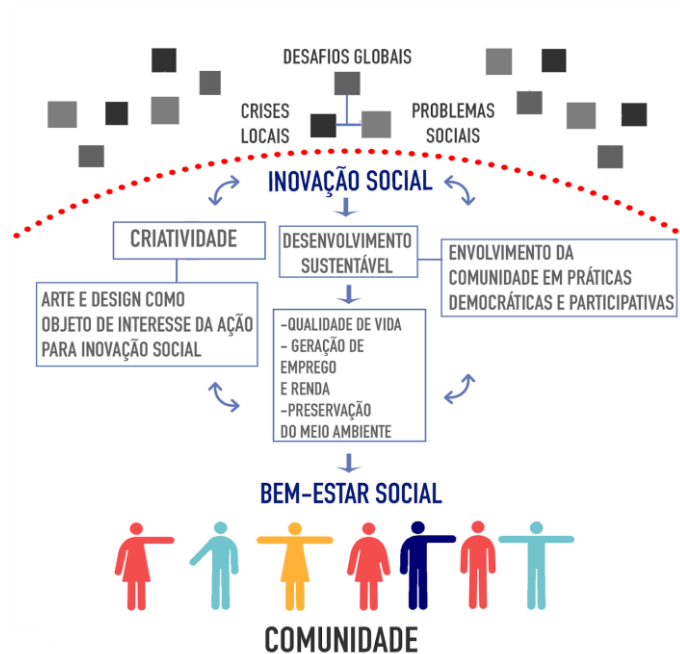 DESAFIOS GLOBAIS
CRISES
LOCAIS
PROBLEMAS
SOCIAIS
INOVAÇÃO SOCIAL
CRIATIVIDADE
ARTE E DESIGN COMO
OBJETO DE INTERESSE DA AÇÃO
PARA INOVAÇÃO SOCIAL
DESENVOLVIMENTO
SUSTENTÁVEL
ENVOLVIMENTO DA
COMUNIDADE EM PRÁTICAS
DEMOCRÁTICAS E PARTICIPATIVAS
-QUALIDADE DE VIDA
- GERAÇÃO DE
EMPREGO
E RENDA
-PRESERVAÇÃO
DO MEIO AMBIENTE
BEM-ESTAR SOCIAL
COMUNIDADE